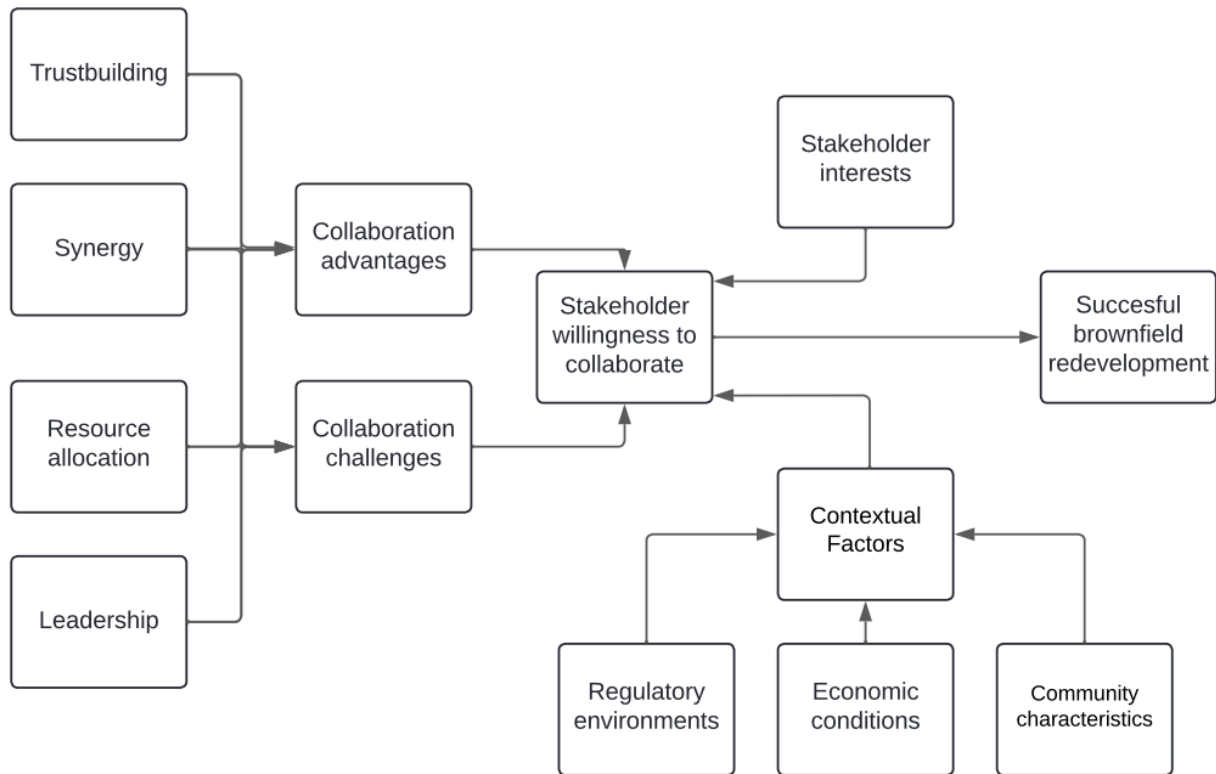 Trustbuilding
Synergy
Resource
allocation
Leadership
Collaboration
advantages
Collaboration
challenges
Stakeholder
willingness to
collaborate
Stakeholder
interests
Succesful
brownfield
redevelopment
Contextual
Factors
Regulatory
environments
Economic
conditions
Community
characteristics